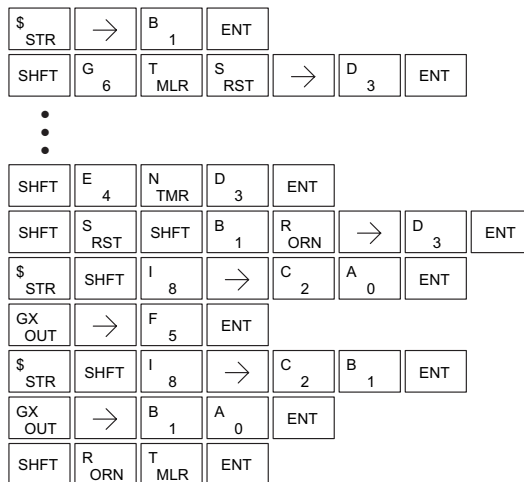 $ STR → B 1 ENT
SHFT G 6 T MLR S RST → D 3 ENT
SHFT E 4 N TMR D 3 ENT
SHFT S RST SHFT B 1 R ORN → D 3 ENT
$ STR SHFT I 8 → C 2 A 0 ENT
GX OUT → F 5 ENT
$ STR SHFT I 8 → C 2 B 1 ENT
GX OUT → B 1 A 0 ENT
SHFT R ORN T MLR ENT